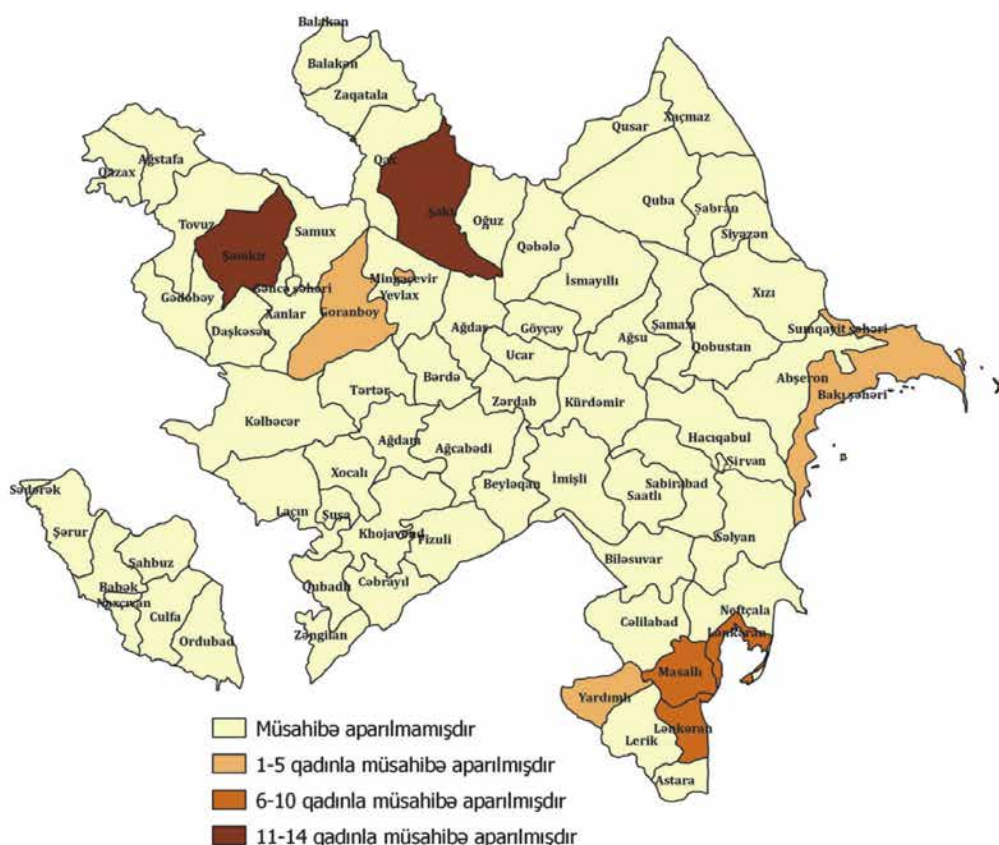 Balakən
Balakən
Zaqatala
Qusar
Xaçmaz
Ağstafa
Qazax
Qax
Tovuz
Şəki
Oğuz
Quba
Şabran
Siyəzən
Şəmkir
Samux
Qəbələ
İsmayıllı
Xızı
Gədəbəy
Gəncə şəhəri
Mingəçevir
Yevlax
Goranboy
Xanlar
Daşkəsən
Ağdaş
Göyçay
Ucar
Ağsu
Şamaxı
Qobustan
Sumqayıt şəhəri
Abşeron
Bakı şəhəri
Bərdə
Tərtər
Zərdab
Kürdəmir
Kəlbəcər
Ağdam
Ağcabədi
Hacıqabul
Şirvan
Xocalı
Beyləqan
İmişli
Saatlı
Sabirabad
Sədərək
Laçın
Şuşa
Şərur
Khojavənd
Fizuli
Səlyan
Şahbuz
Biləsuvar
Babək
Qubadlı
Cəbrayıl
Naxçıvan
Culfa
Ordubad
Zəngilan
Cəlilabad
Neftçala
Lənkəran
Masallı
Yardımlı
Lənkəran
Lerik
Astara
Müsahibə aparılmamışdır
1-5 qadınla müsahibə aparılmışdır
6-10 qadınla müsahibə aparılmışdır
11-14 qadınla müsahibə aparılmışdır